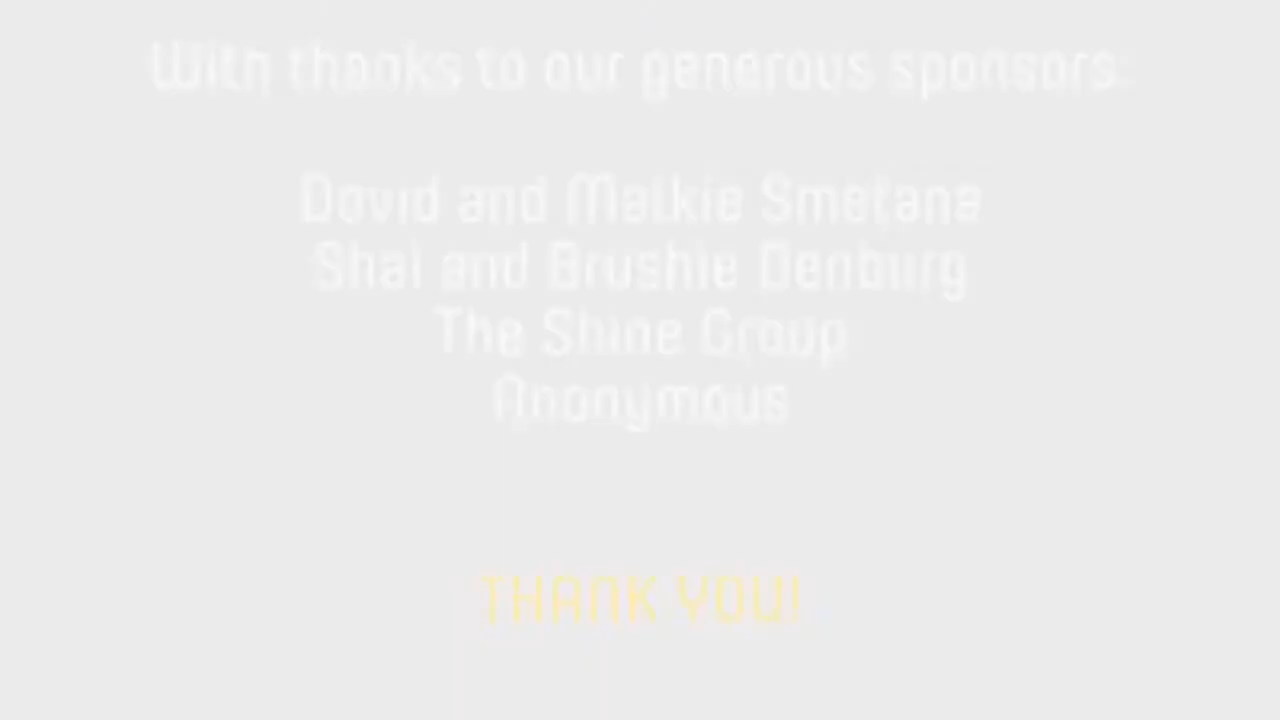 With thanks to our generous sponsors:
Dovid and Malkie Smetana
Shai and Brushie Denburg
The Shine Group
Anonymous
THANK YOU!